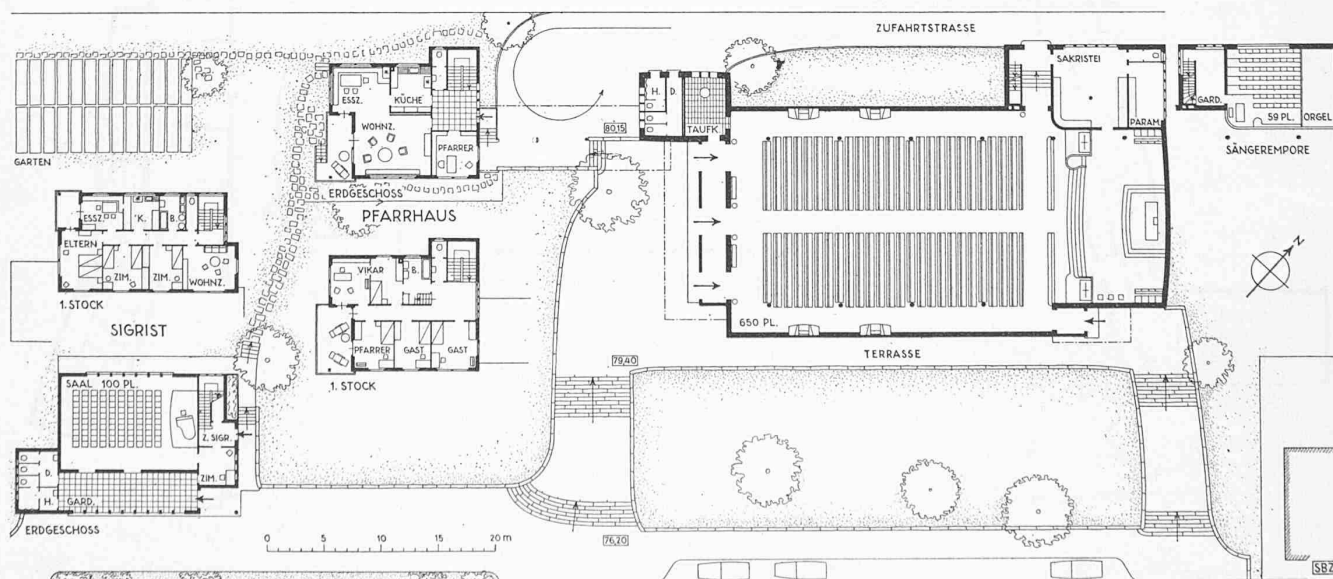 ZUFAHRTSTRASSE
SAKRISTEI
PARAM.
GARD.
59 PL.
ORGEL
SÄNGEREMPORE
ESSZ.
KÜCHE
WOHNZ.
PFARRER
ERDGESCHOSS
PFARRHAUS
H.
D.
TAUFK.
80,15
GARTEN
ESSZ.
K.
B.
ELTERN
ZIM.
ZIM.
WOHNZ.
1. STOCK
SIGRIST
VIKAR
B.
PFARRER
GAST
GAST
1. STOCK
650 PL.
TERRASSE
79,40
N
SAAL 100 PL.
Z. SIGR.
D.
ZIM.
H.
GARD.
ERDGESCHOSS
0 5 10 15 20 m
76,20
SBZ